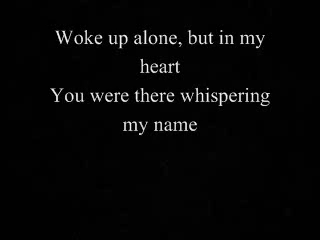 Woke up alone, but in my
heart
You were there whispering
my name